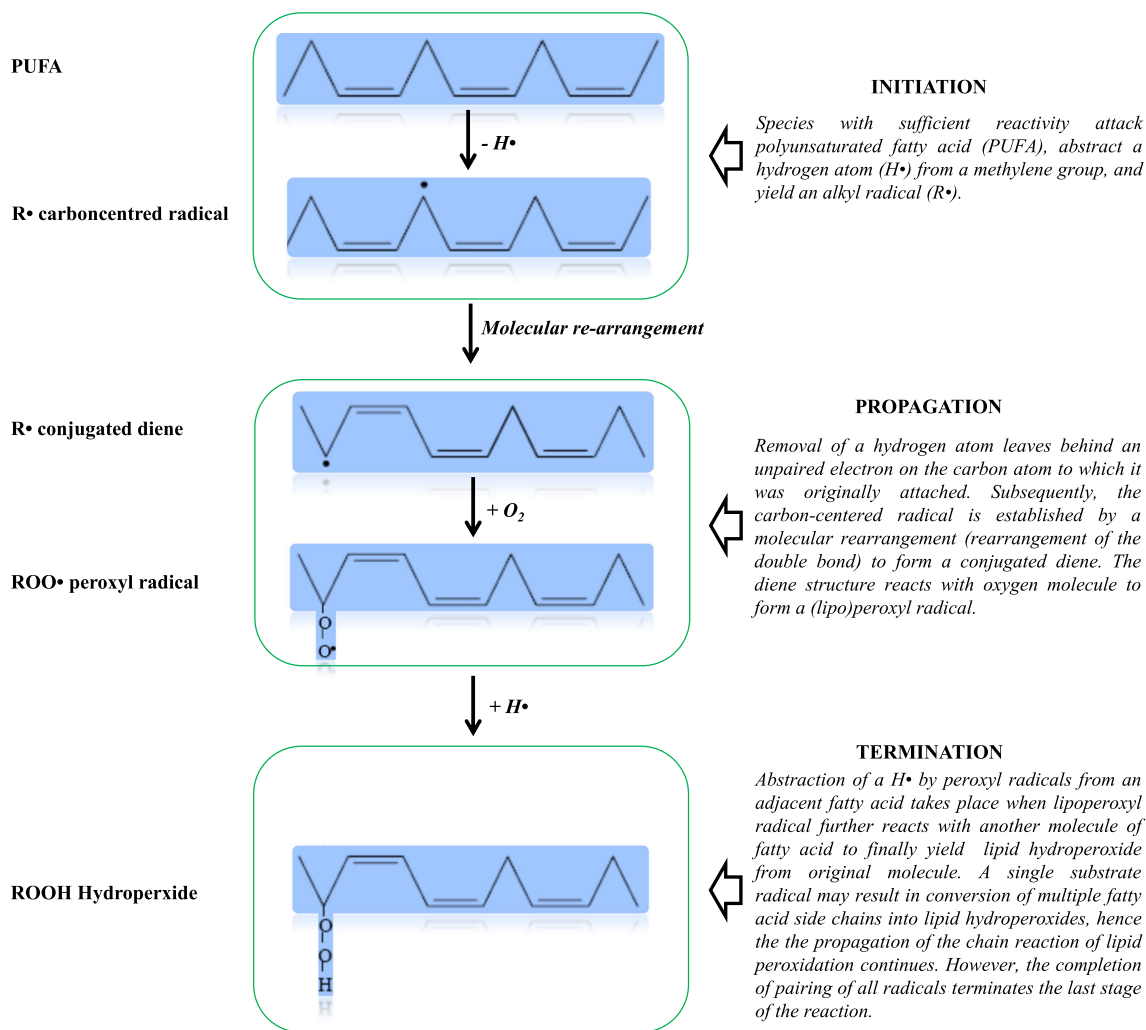 PUFA
- H•
R• carboncentred radical
INITIATION
Species with sufficient reactivity attack
polyunsaturated fatty acid (PUFA), abstract a
hydrogen atom (H•) from a methylene group, and
yield an alkyl radical (R•).
Molecular re-arrangement
R• conjugated diene
+ O₂
ROO• peroxyl radical
O
O•
PROPAGATION
Removal of a hydrogen atom leaves behind an
unpaired electron on the carbon atom to which it
was originally attached. Subsequently, the
carbon-centered radical is established by a
molecular rearrangement (rearrangement of the
double bond) to form a conjugated diene. The
diene structure reacts with oxygen molecule to
form a (lipo)peroxyl radical.
+ H•
ROOH Hydroperxide
O
O
H
TERMINATION
Abstraction of a H• by peroxyl radicals from an
adjacent fatty acid takes place when lipoperoxyl
radical further reacts with another molecule of
fatty acid to finally yield lipid hydroperoxide
from original molecule. A single substrate
radical may result in conversion of multiple fatty
acid side chains into lipid hydroperoxides, hence
the the propagation of the chain reaction of lipid
peroxidation continues. However, the completion
of pairing of all radicals terminates the last stage
of the reaction.